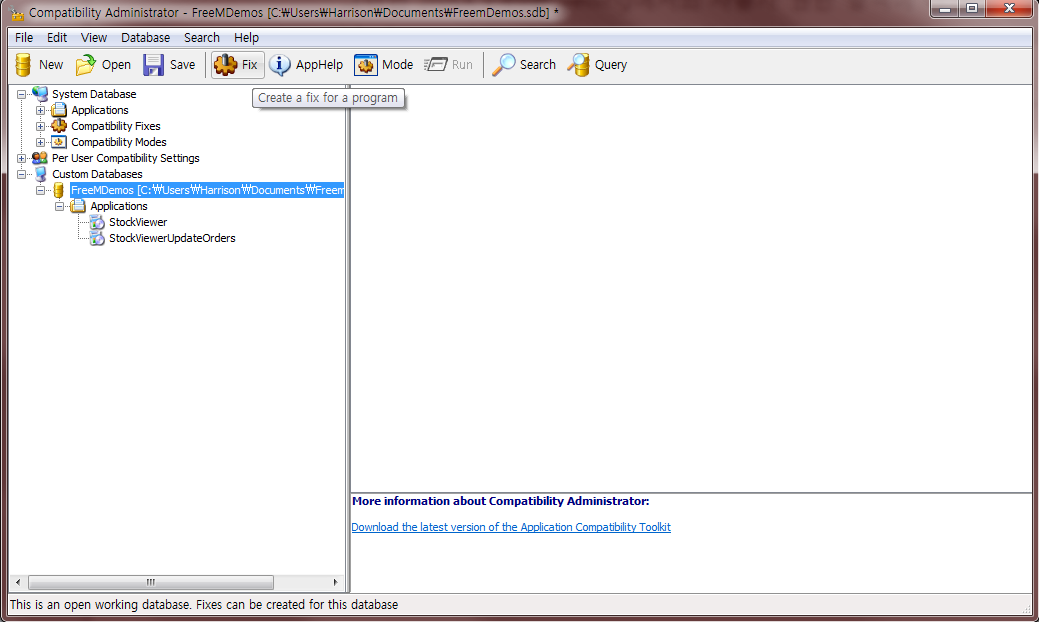 Compatibility Administrator - FreeMDemos [C:₩Users₩Harrison₩Documents₩FreemDemos.sdb] *
File Edit View Database Search Help
New Open Save Fix AppHelp Mode Run Search Query
Create a fix for a program
System Database
Applications
Compatibility Fixes
Compatibility Modes
Per User Compatibility Settings
Custom Databases
FreeMDemos [C:₩Users₩Harrison₩Documents₩Freem
Applications
StockViewer
StockViewerUpdateOrders
More information about Compatibility Administrator:
Download the latest version of the Application Compatibility Toolkit
This is an open working database. Fixes can be created for this database